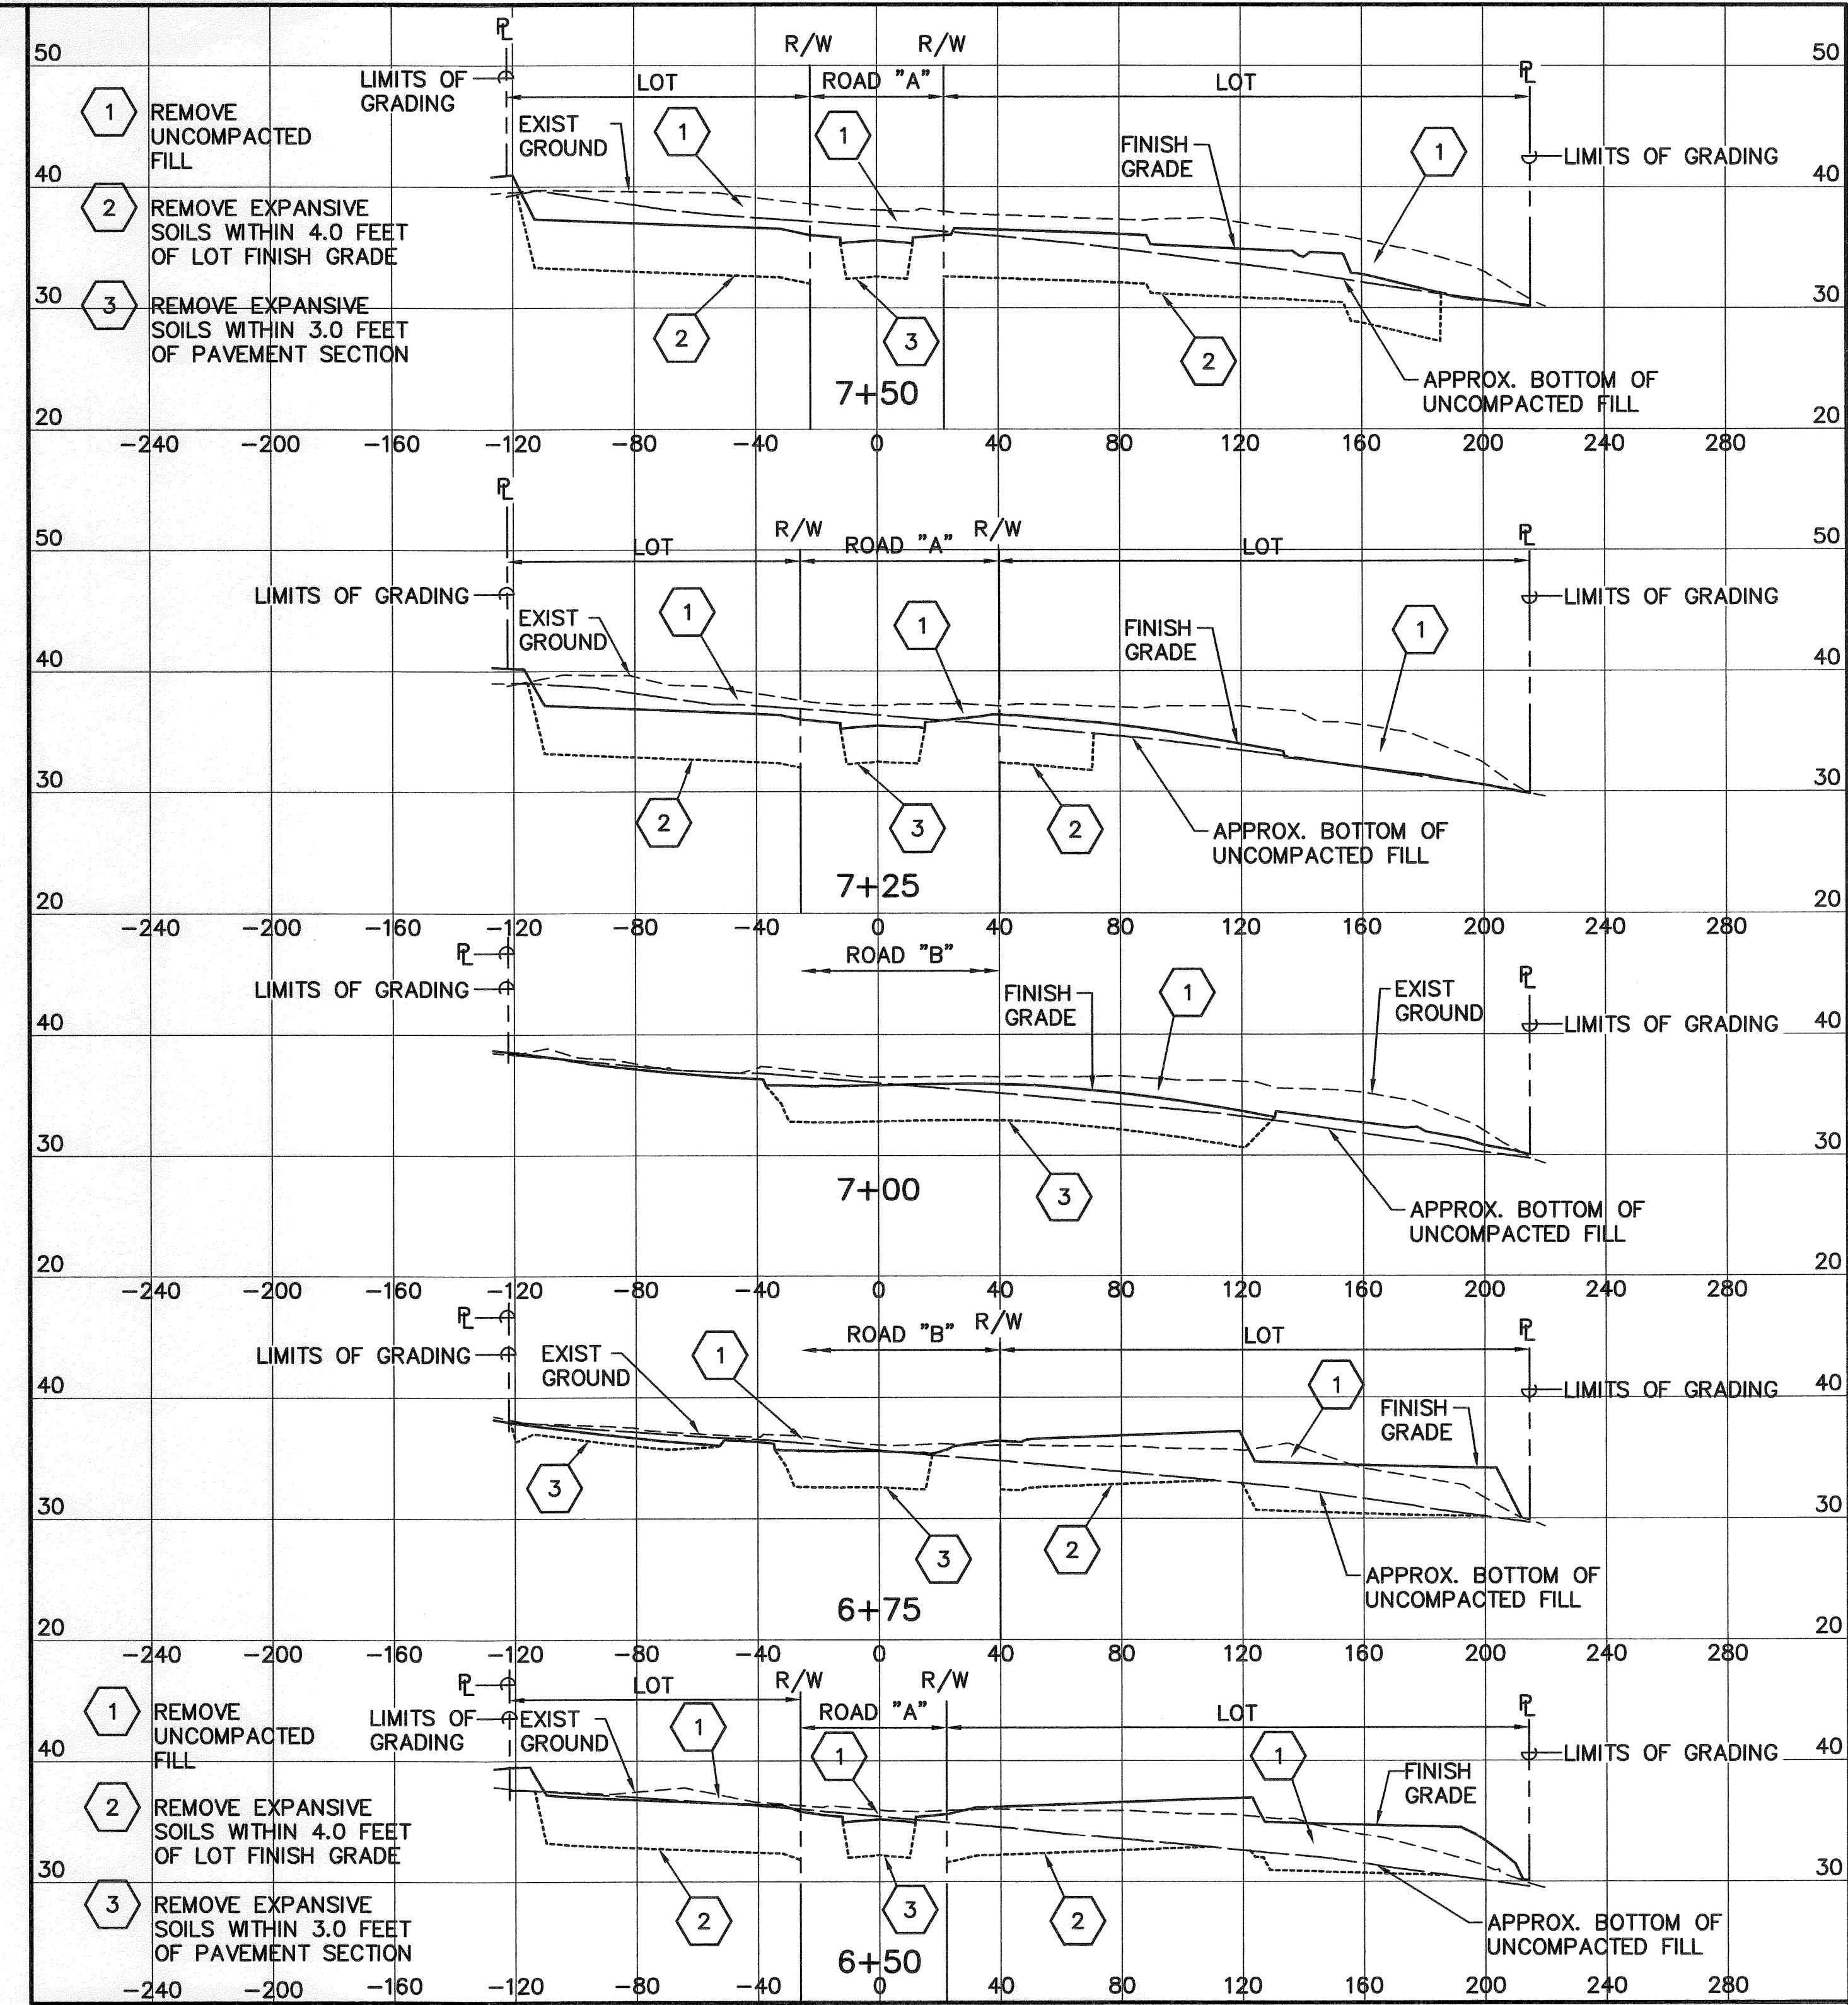 PL
R/W R/W
50 50
LIMITS OF GRADING
LOT ROAD "A" LOT
PL
1 REMOVE
UNCOMPACTED
FILL
EXIST
GROUND
1 1
FINISH
GRADE
1
LIMITS OF GRADING
40 40
2 REMOVE EXPANSIVE
SOILS WITHIN 4.0 FEET
OF LOT FINISH GRADE
3 REMOVE EXPANSIVE
SOILS WITHIN 3.0 FEET
OF PAVEMENT SECTION
30 30
2 3 2
APPROX. BOTTOM OF
UNCOMPACTED FILL
7+50
20 20
-240 -200 -160 -120 -80 -40 0 40 80 120 160 200 240 280
PL
R/W R/W
50 50
LOT ROAD "A" LOT
PL
LIMITS OF GRADING
EXIST
GROUND
1 1
FINISH
GRADE
1
LIMITS OF GRADING
40 40
30 30
2 3 2
APPROX. BOTTOM OF
UNCOMPACTED FILL
7+25
20 20
-240 -200 -160 -120 -80 -40 0 40 80 120 160 200 240 280
PL
ROAD "B"
PL
LIMITS OF GRADING
FINISH
GRADE
1
EXIST
GROUND
LIMITS OF GRADING
40 40
30 30
3
7+00
APPROX. BOTTOM OF
UNCOMPACTED FILL
20 20
-240 -200 -160 -120 -80 -40 0 40 80 120 160 200 240 280
PL
R/W
ROAD "B" LOT
PL
LIMITS OF GRADING
EXIST
GROUND
1
1
FINISH
GRADE
LIMITS OF GRADING
40 40
30 30
3 3 2
APPROX. BOTTOM OF
UNCOMPACTED FILL
6+75
20 20
-240 -200 -160 -120 -80 -40 0 40 80 120 160 200 240 280
PL
R/W R/W
LOT ROAD "A" LOT
PL
1 REMOVE
UNCOMPACTED
FILL
LIMITS OF
GRADING
EXIST
GROUND
1 1
1
FINISH
GRADE
LIMITS OF GRADING
40 40
2 REMOVE EXPANSIVE
SOILS WITHIN 4.0 FEET
OF LOT FINISH GRADE
30 30
3 REMOVE EXPANSIVE
SOILS WITHIN 3.0 FEET
OF PAVEMENT SECTION
2 3 2
APPROX. BOTTOM OF
UNCOMPACTED FILL
6+50
-240 -200 -160 -120 -80 -40 0 40 80 120 160 200 240 280